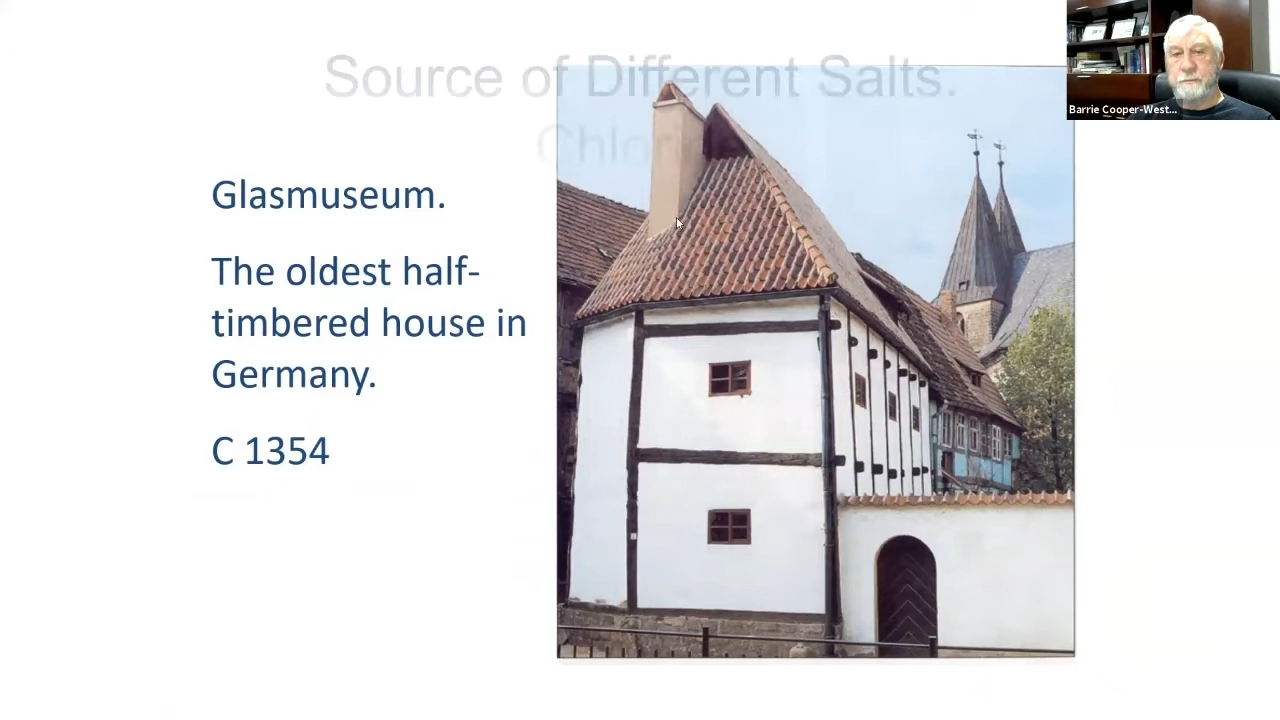 Source of Different Salts.
Glasmuseum.
The oldest half-
timbered house in
Germany.
C 1354
Barrie Cooper-West...